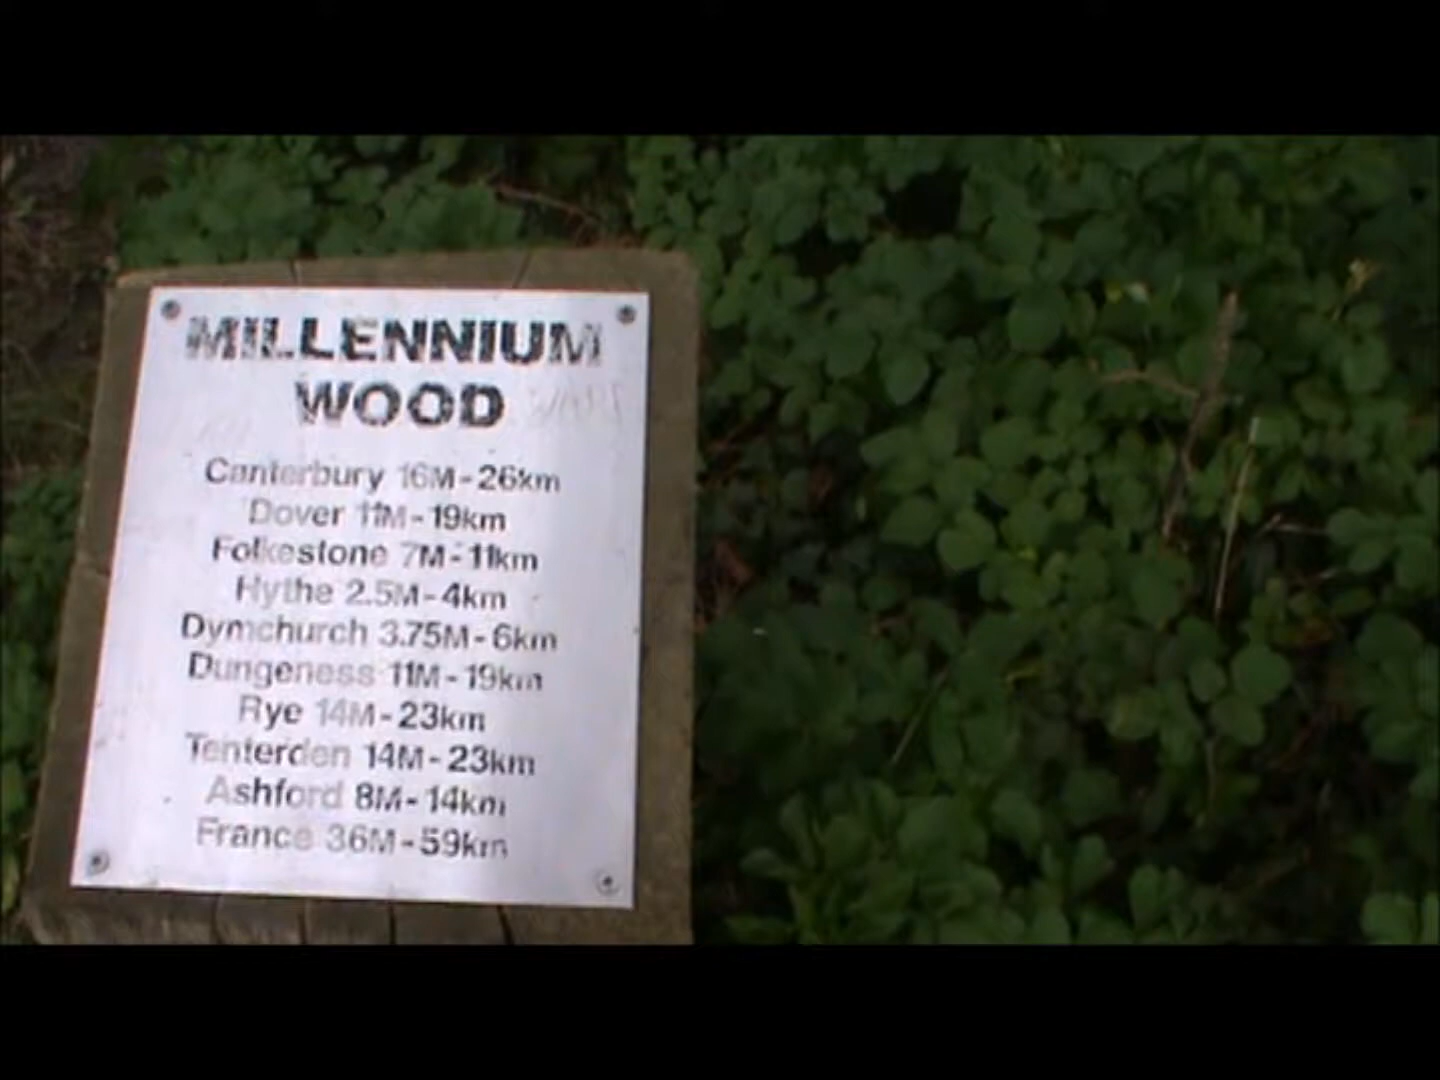 MILLENNIUM
WOOD
Canterbury 16M-26km
Dover 11M-19km
Folkestone 7M-11km
Hythe 2.5M-4km
Dymchurch 3.75M-6km
Dungeness 11M-19km
Rye 14M-23km
Tenterden 14M-23km
Ashford 8M-14km
France 36M-59km